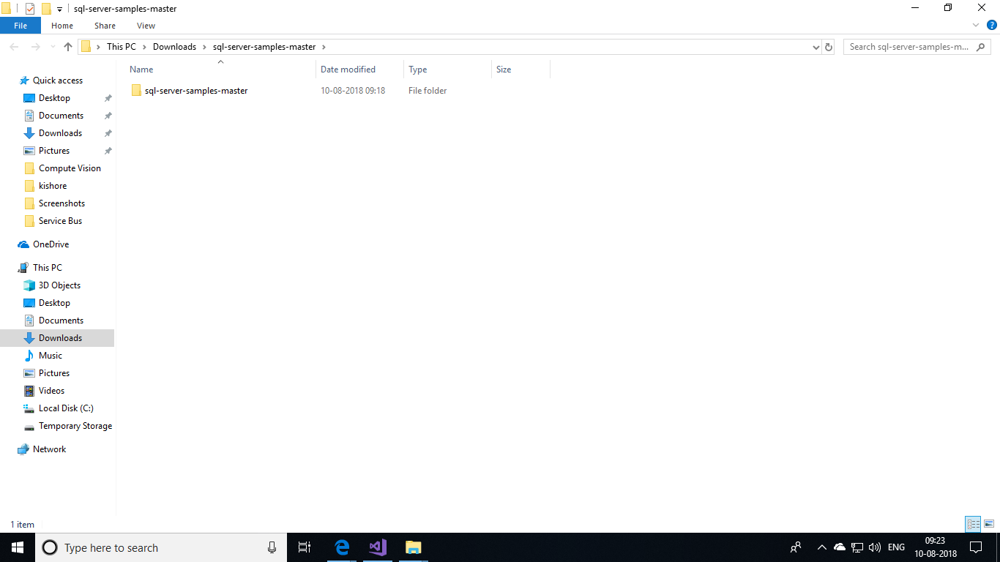 sql-server-samples-master
File Home Share View
This PC Downloads sql-server-samples-master
Search sql-server-samples-m...
Name Date modified Type Size
sql-server-samples-master 10-08-2018 09:18 File folder
Quick access
Desktop
Documents
Downloads
Pictures
Compute Vision
kishore
Screenshots
Service Bus
OneDrive
This PC
3D Objects
Desktop
Documents
Downloads
Music
Pictures
Videos
Local Disk (C:)
Temporary Storage
Network
1 item
Type here to search
ENG
09:23
10-08-2018